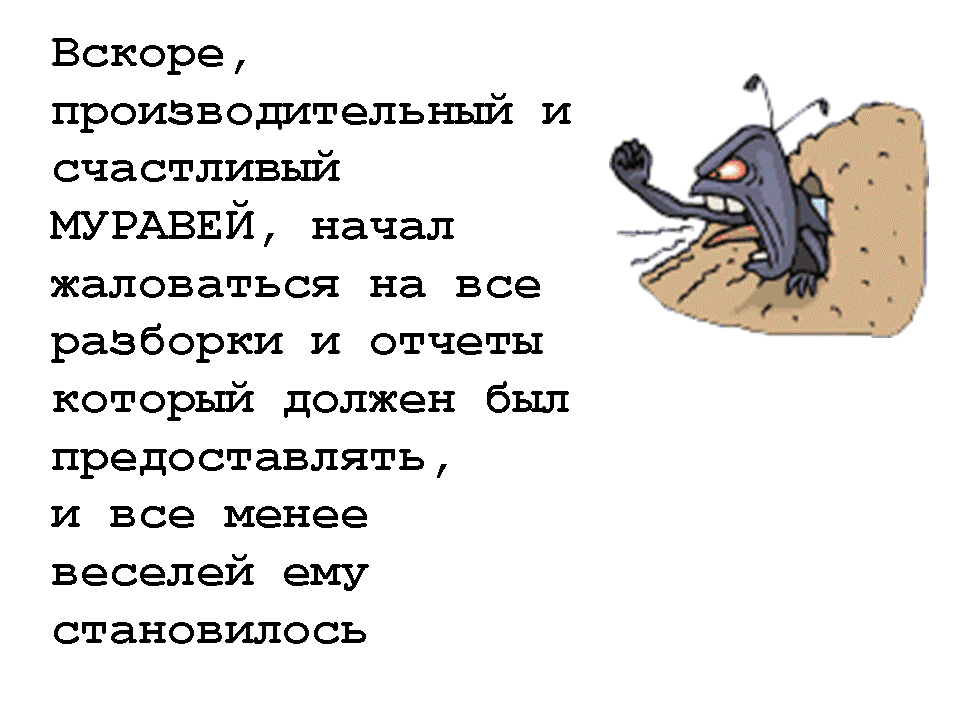 Вскоре,
производительный и
счастливый
МУРАВЕЙ, начал
жаловаться на все
разборки и отчеты
который должен был
предоставлять,
и все менее
веселей ему
становилось